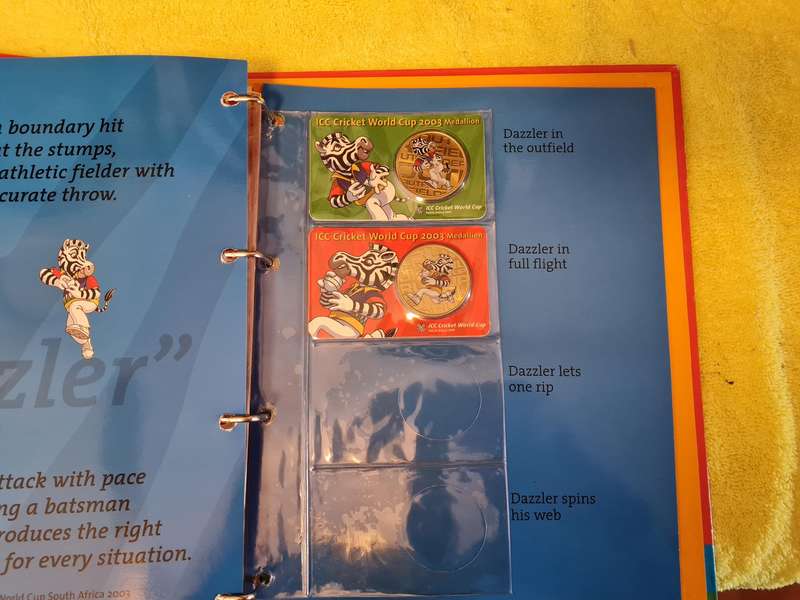 boundary hit
the stumps,
athletic fielder with
curate throw.
zler”
ttack with pace
ng a batsman
roduces the right
for every situation.
World Cup South Africa 2003
ICC Cricket World Cup 2003 Medallion
ICC Cricket World Cup
Dazzler in
the outfield
ICC Cricket World Cup 2003 Medallion
ICC Cricket World Cup
Dazzler in
full flight
Dazzler lets
one rip
Dazzler spins
his web